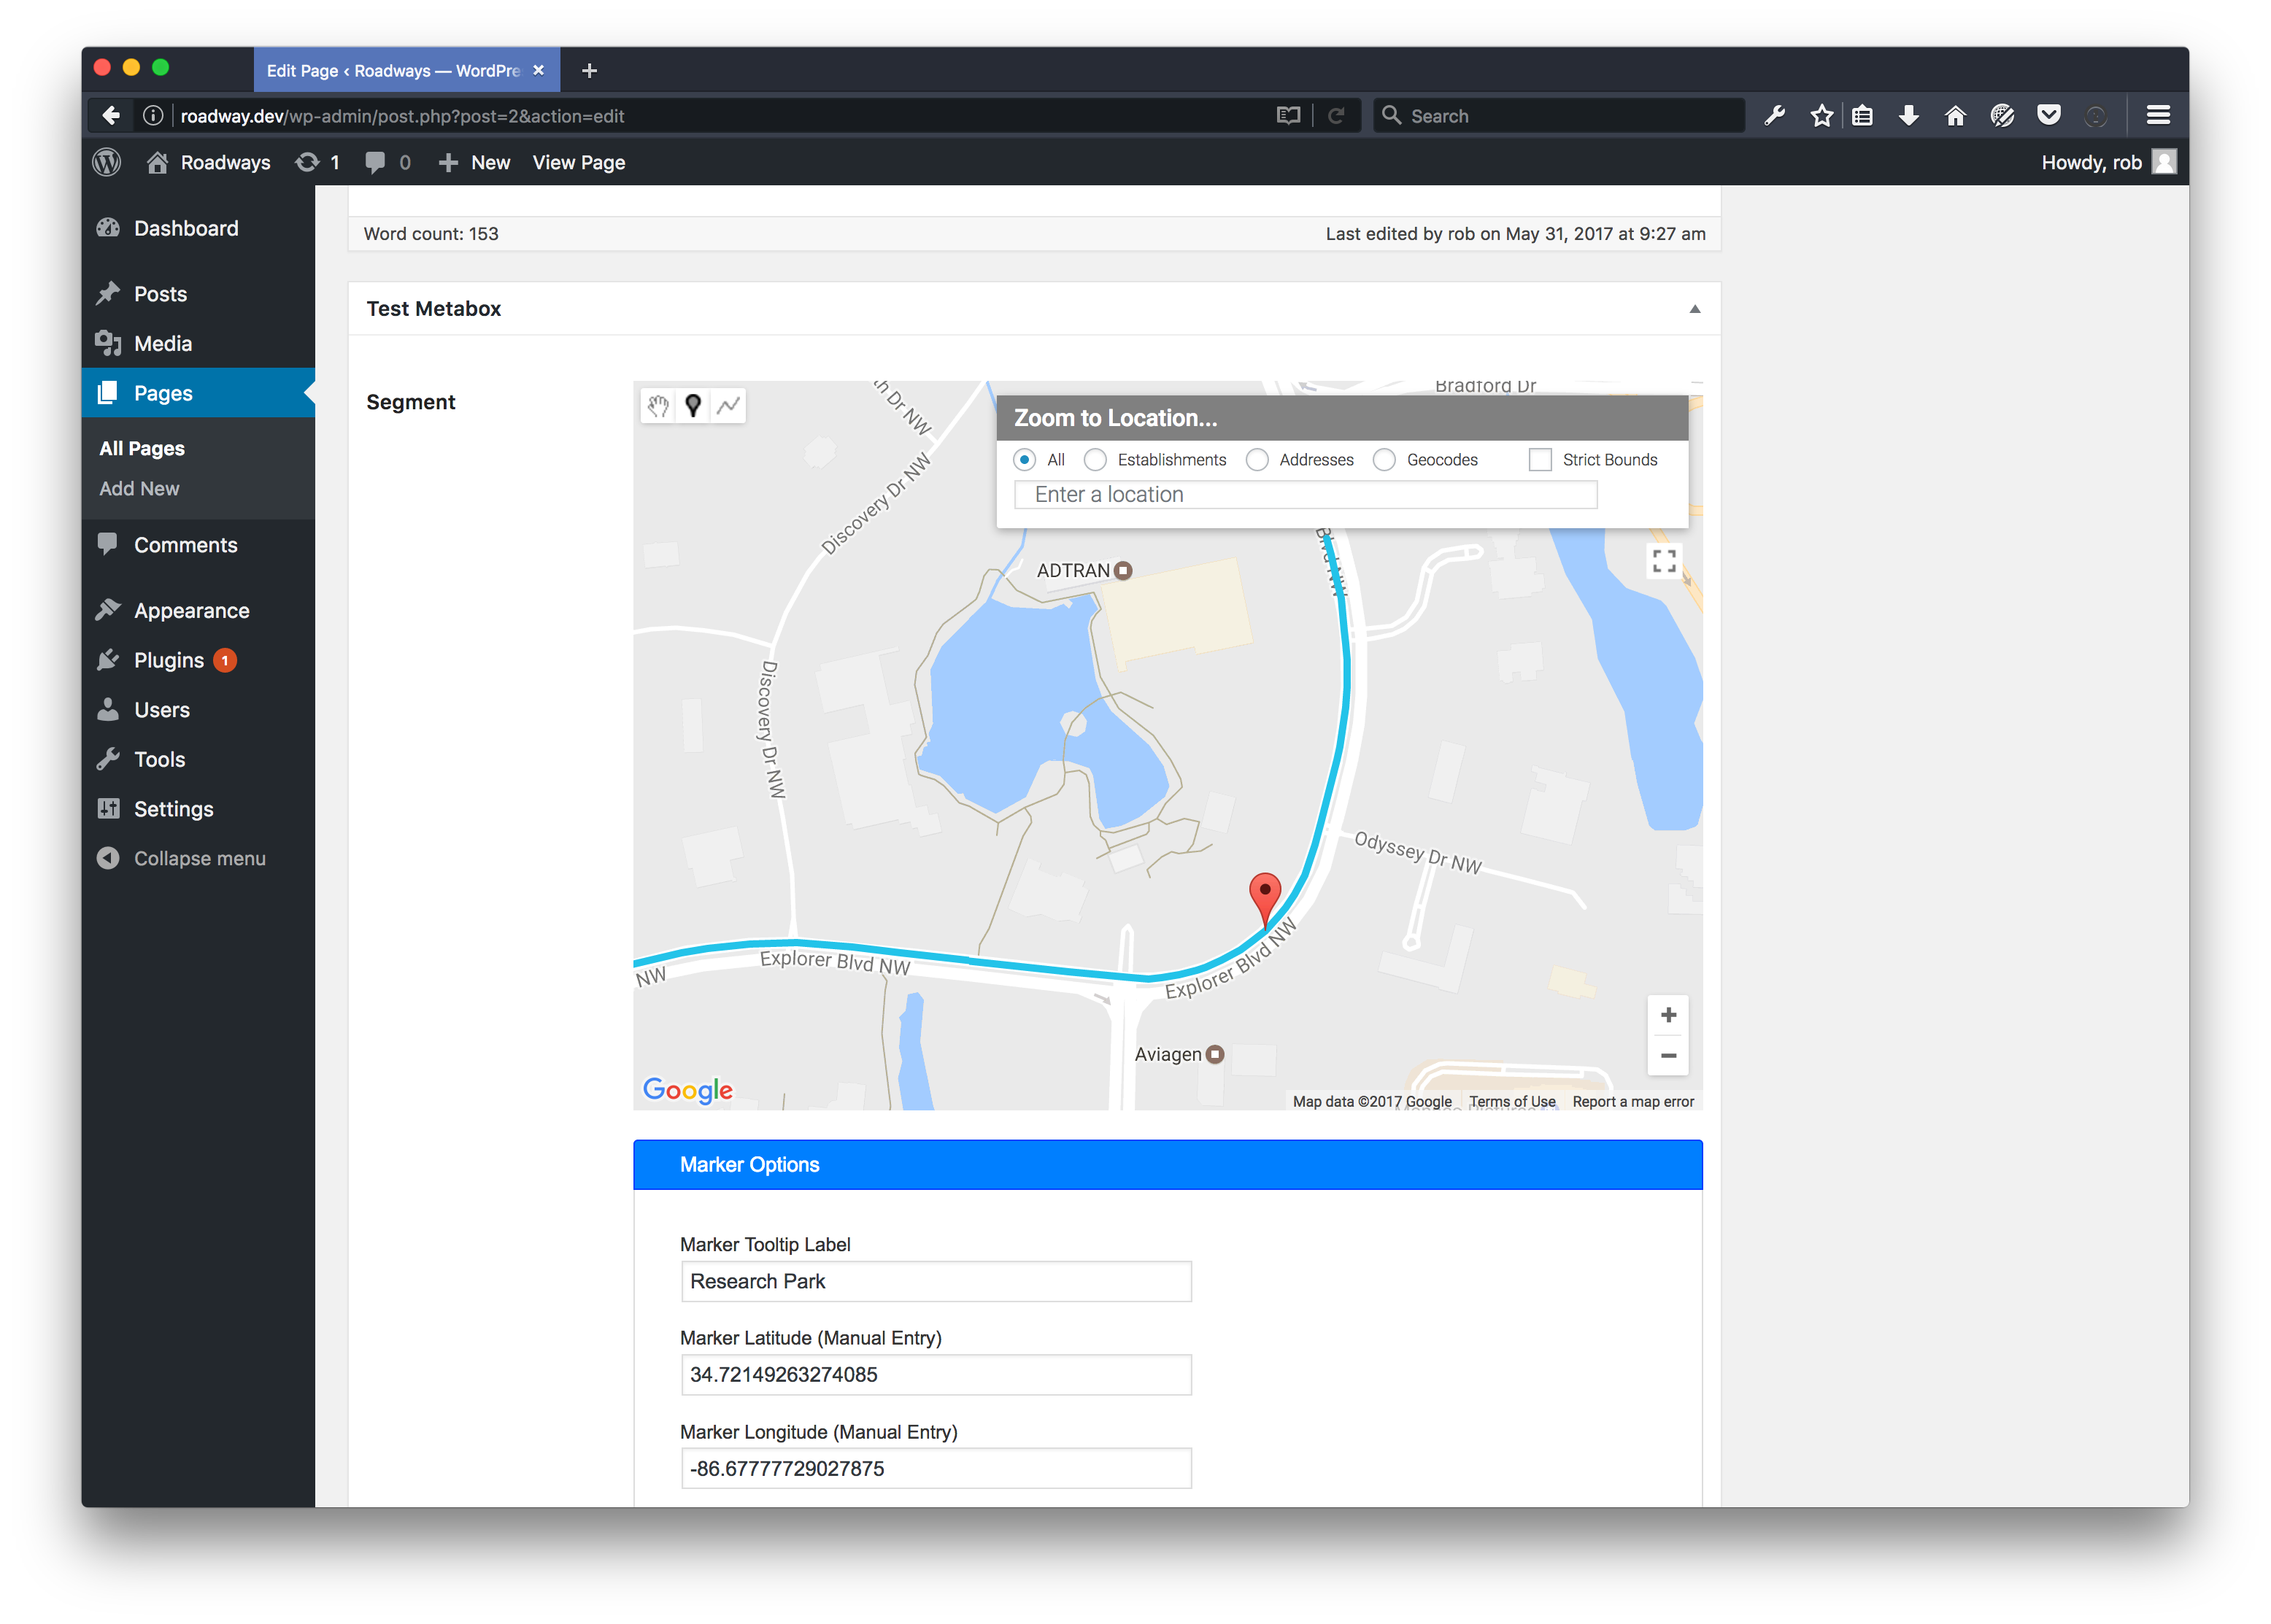 Edit Page ‹ Roadways — WordPre
roadway.dev/wp-admin/post.php?post=2&action=edit
Search
Roadways
1
0
New
View Page
Howdy, rob
Dashboard
Posts
Media
Pages
All Pages
Add New
Comments
Appearance
Plugins 1
Users
Tools
Settings
Collapse menu
Word count: 153
Last edited by rob on May 31, 2017 at 9:27 am
Test Metabox
Segment
Bradford Dr
th Dr NW
Zoom to Location...
All
Establishments
Addresses
Geocodes
Strict Bounds
Enter a location
Discovery Dr NW
Blvd NW
ADTRAN
Discovery Dr NW
Odyssey Dr NW
Explorer Blvd NW
Explorer Blvd NW
NW
Aviagen
Google
Map data ©2017 Google
Terms of Use
Report a map error
Marker Options
Marker Tooltip Label
Research Park
Marker Latitude (Manual Entry)
34.72149263274085
Marker Longitude (Manual Entry)
-86.67777729027875